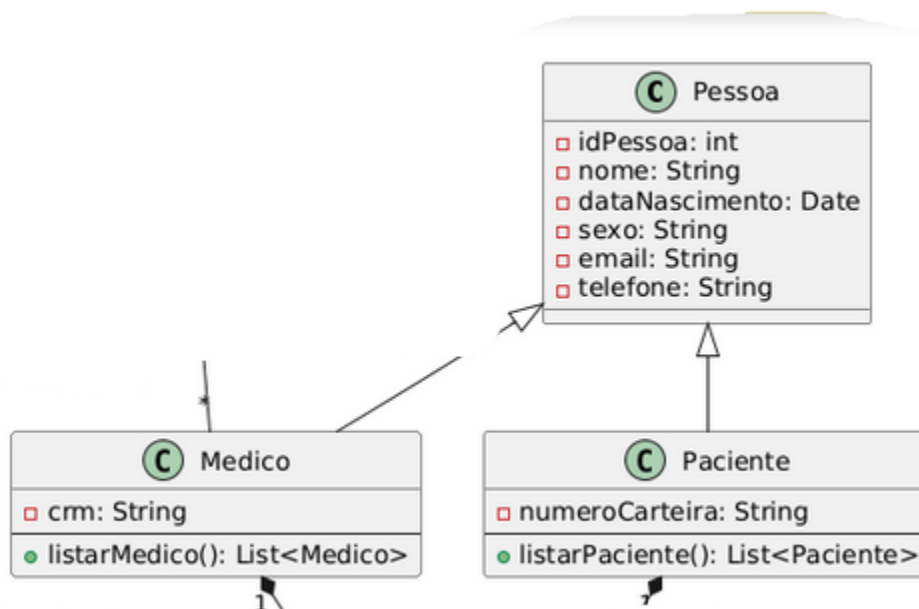 C Pessoa
idPessoa: int
nome: String
dataNascimento: Date
sexo: String
email: String
telefone: String
*
C Medico
crm: String
listarMedico(): List<Medico>
C Paciente
numeroCarteira: String
listarPaciente(): List<Paciente>
1